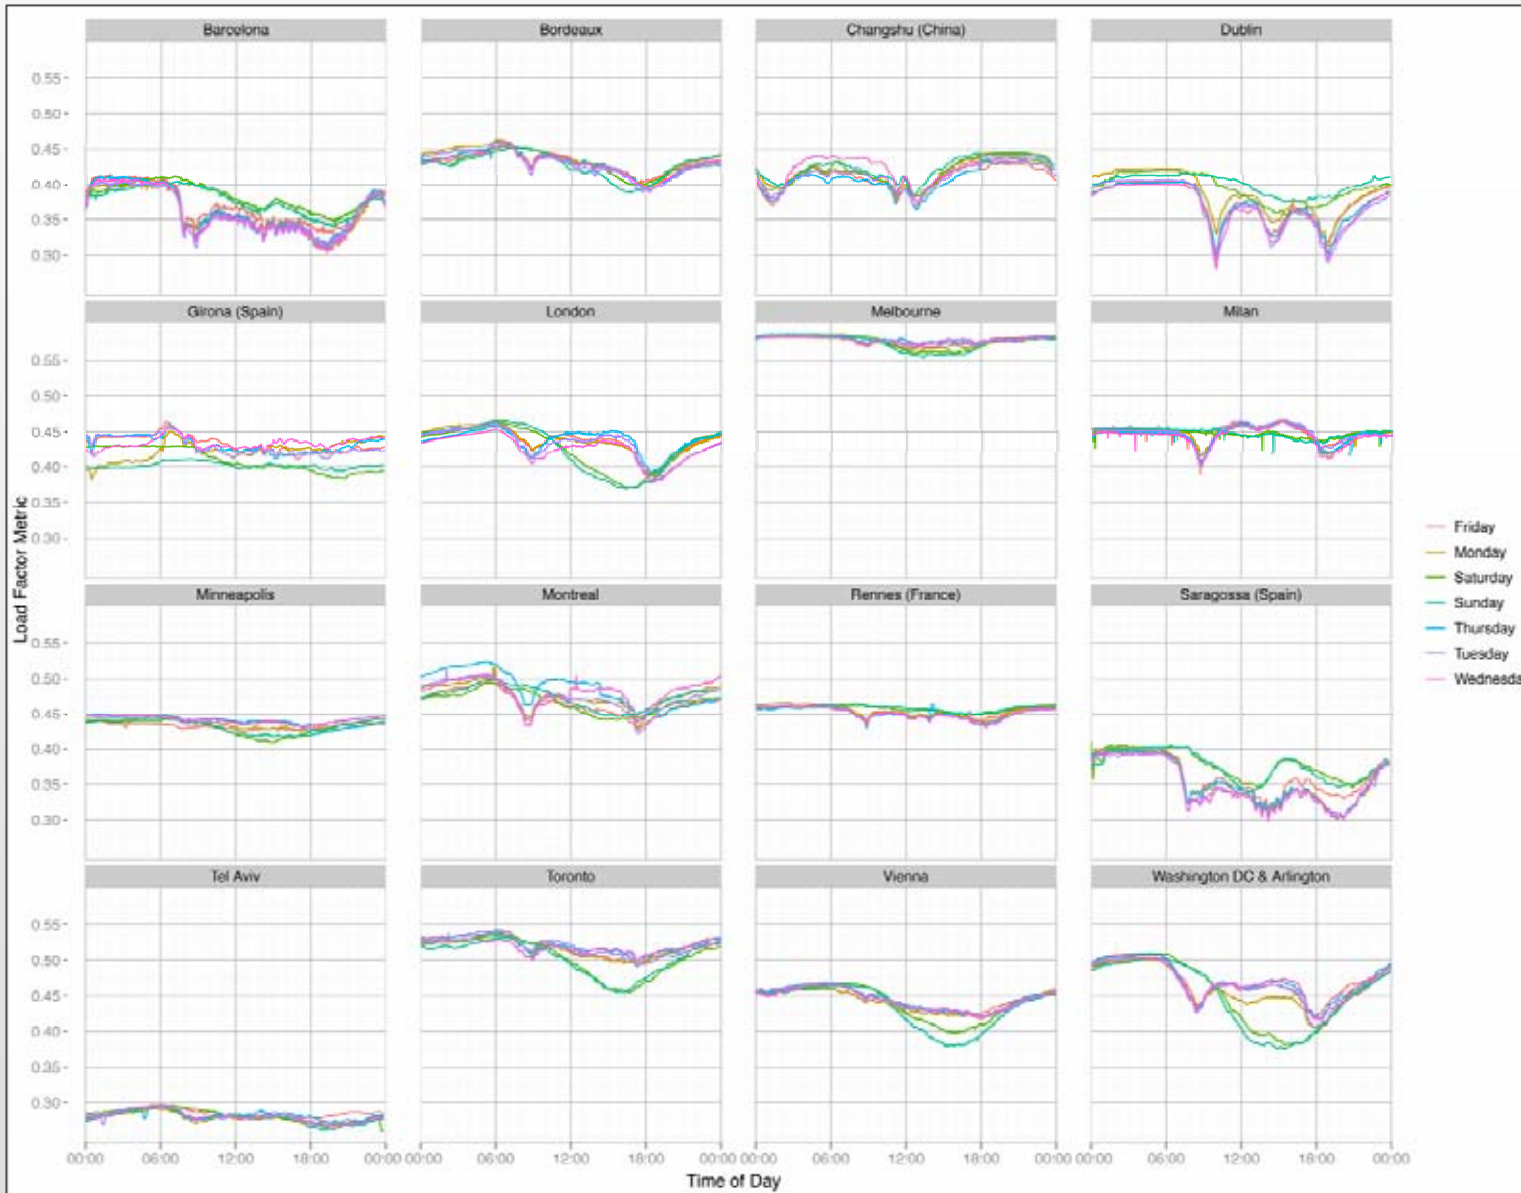 Barcelona Bordeaux Changshu (China) Dublin
0.55
0.50
0.45
0.40
0.35
0.30
Girona (Spain) London Melbourne Milan
0.55
0.50
0.45
0.40
0.35
0.30
Minneapolis Montreal Rennes (France) Saragossa (Spain)
0.55
0.50
0.45
0.40
0.35
0.30
Tel Aviv Toronto Vienna Washington DC & Arlington
0.55
0.50
0.45
0.40
0.35
0.30
00:00 06:00 12:00 18:00 00:00 06:00 12:00 18:00 00:00 06:00 12:00 18:00 00:00 06:00 12:00 18:00 00:00
Time of Day
Load Factor Metric
Friday
Monday
Saturday
Sunday
Thursday
Tuesday
Wednesda